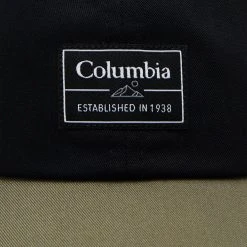 Columbia
ESTABLISHED IN 1938